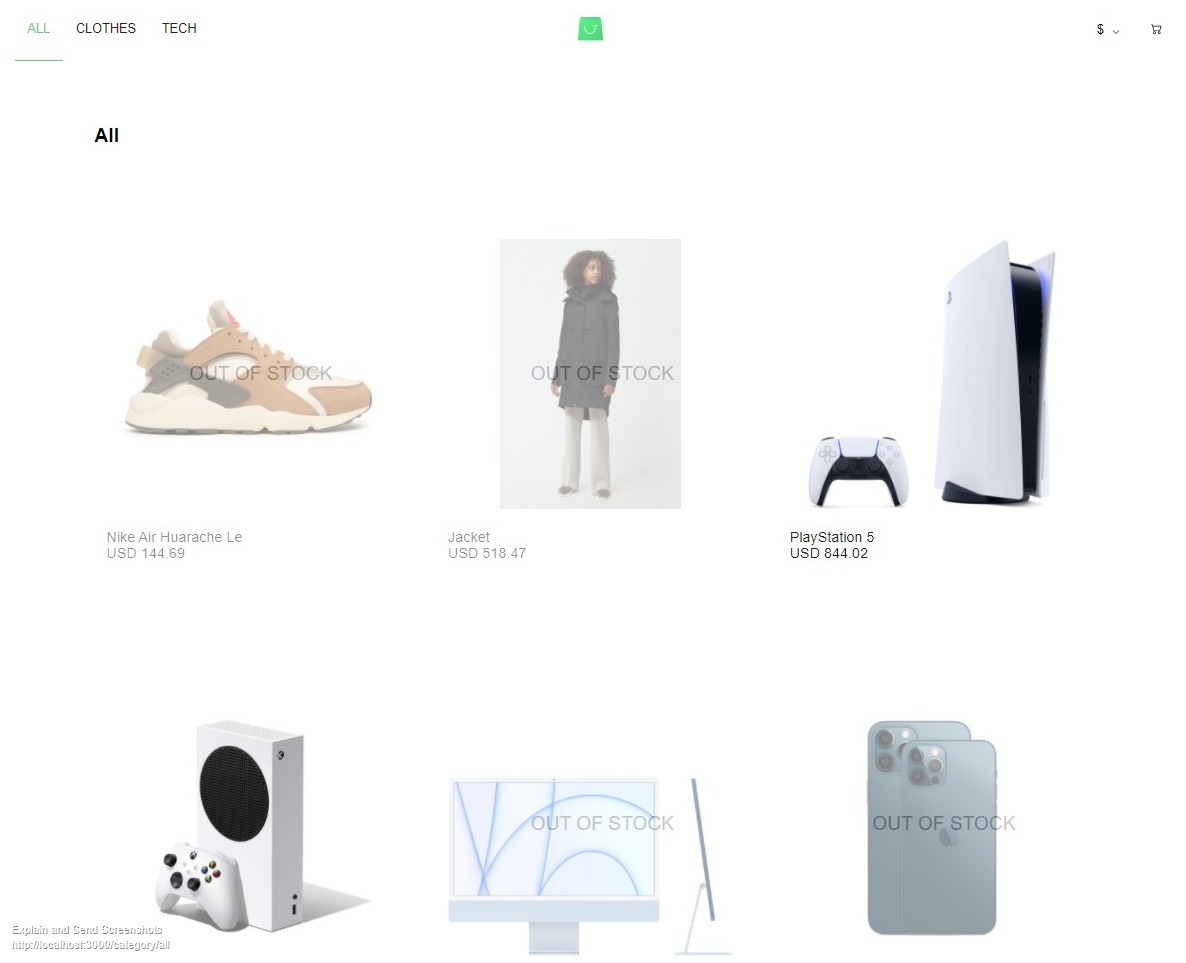 ALL CLOTHES TECH $
All
OUT OF STOCK OUT OF STOCK
Nike Air Huarache Le Jacket PlayStation 5
USD 144.69 USD 518.47 USD 844.02
OUT OF STOCK OUT OF STOCK
Explain and Send Screenshots
http://localhost:3000/category/all